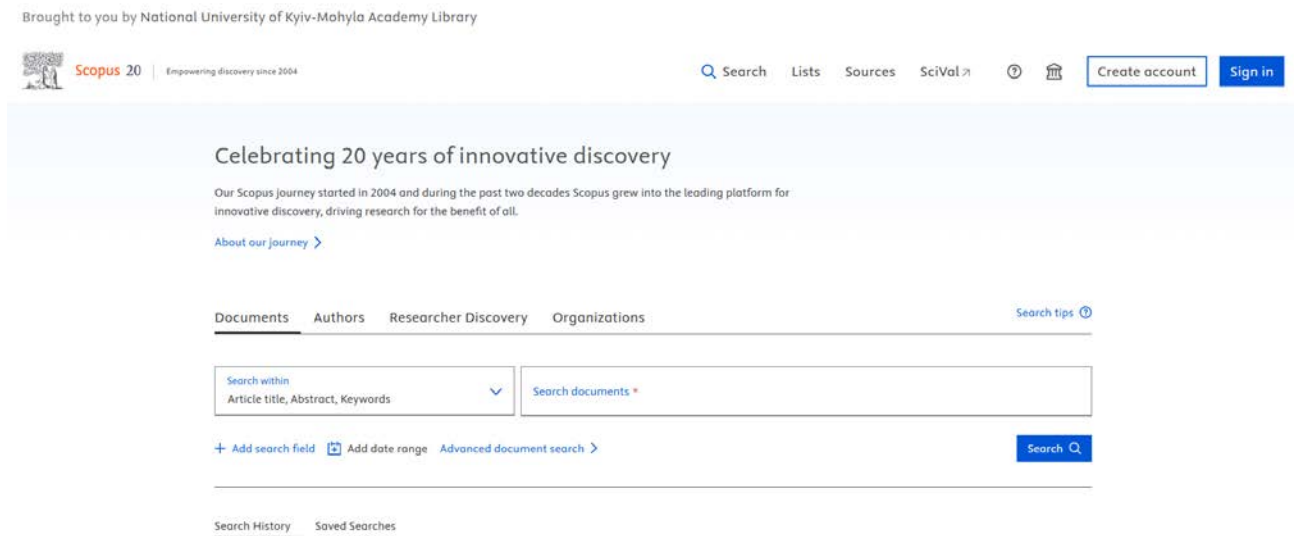 Brought to you by National University of Kyiv-Mohyla Academy Library
Scopus 20 Empowering discovery since 2004 Search Lists Sources SciVal Create account Sign in
Celebrating 20 years of innovative discovery
Our Scopus journey started in 2004 and during the past two decades Scopus grew into the leading platform for
innovative discovery, driving research for the benefit of all.
About our journey
Documents Authors Researcher Discovery Organizations Search tips
Search within
Article title, Abstract, Keywords
Search documents *
+ Add search field Add date range Advanced document search Search
Search History Saved Searches